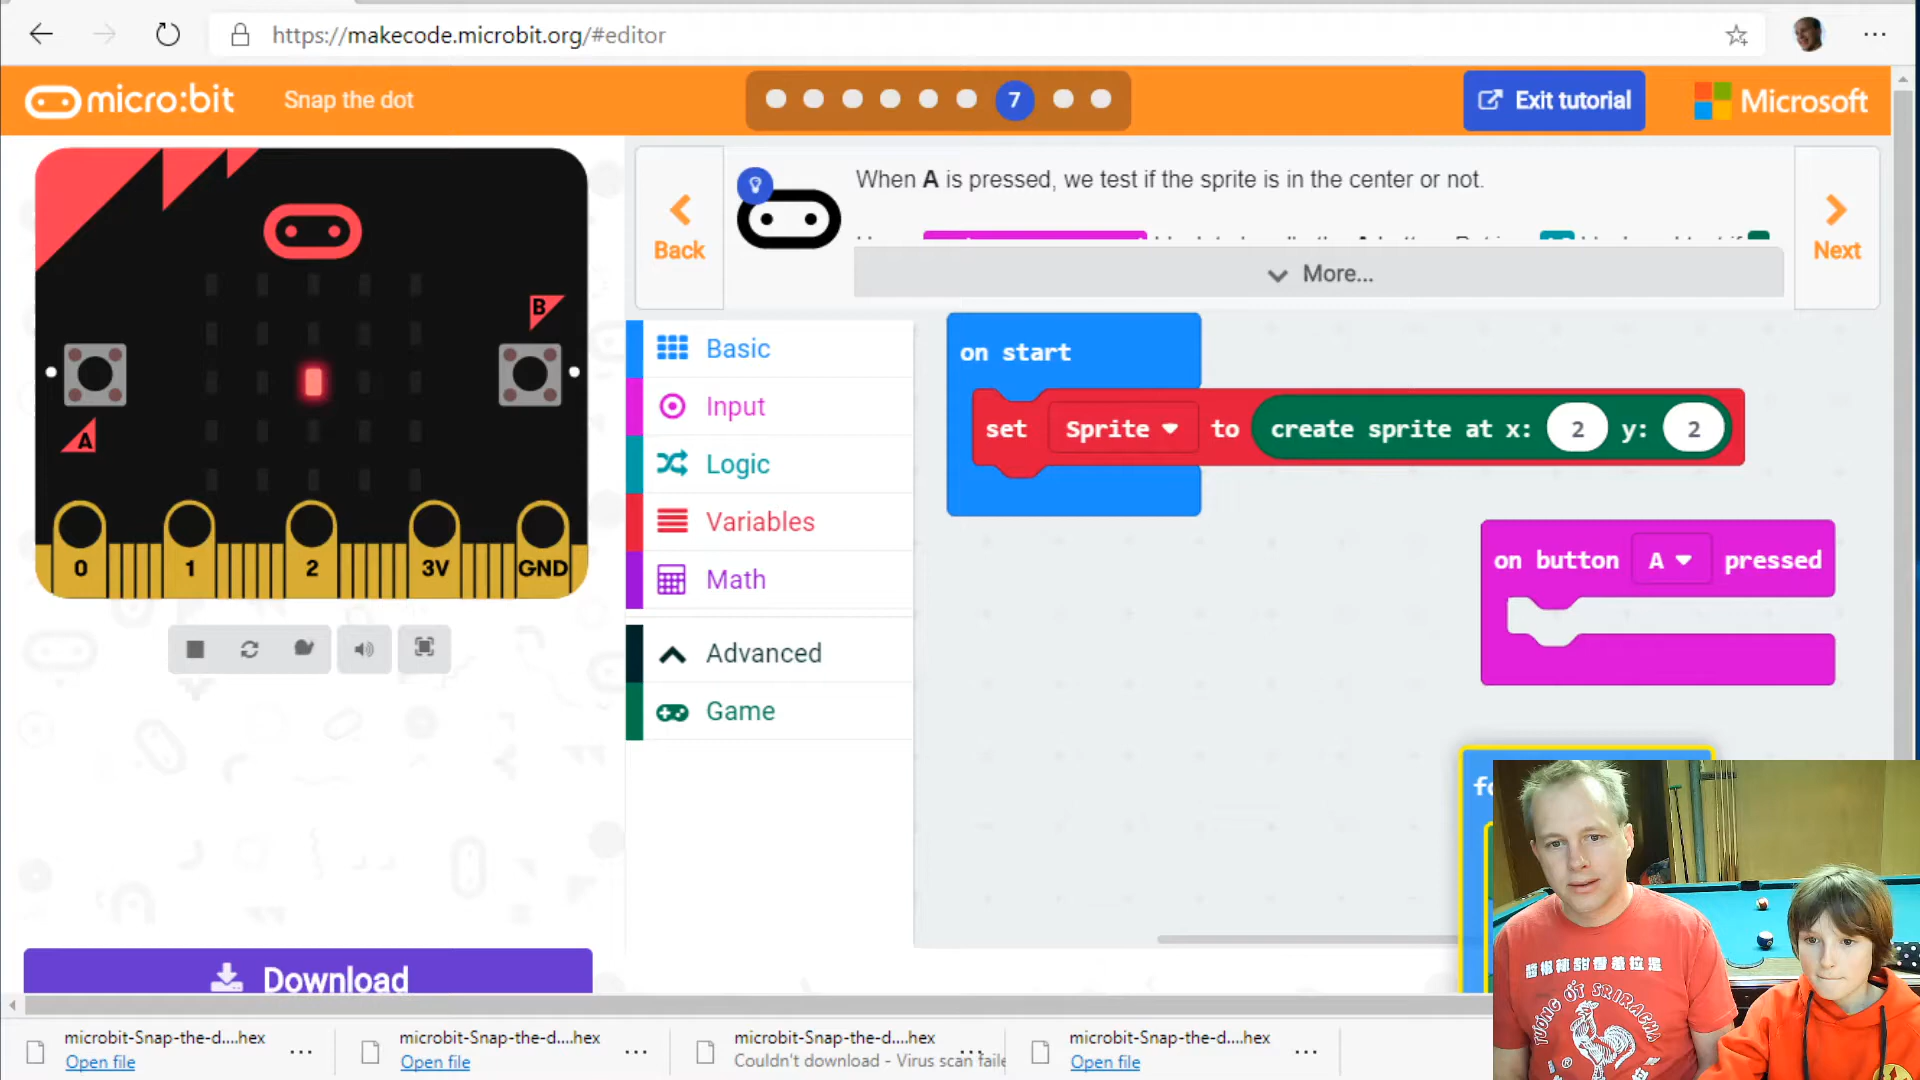 https://makecode.microbit.org/#editor
micro:bit
Snap the dot
7
Exit tutorial
Microsoft
Back
When A is pressed, we test if the sprite is in the center or not.
More...
Next
B
A
0
1
2
3V
GND
Basic
Input
Logic
Variables
Math
Advanced
Game
on start
set Sprite to create sprite at x: 2 y: 2
on button A pressed
Download
TƯƠNG ỚT SRIRACHA
microbit-Snap-the-d....hex
Open file
microbit-Snap-the-d....hex
Open file
microbit-Snap-the-d....hex
Couldn't download - Virus scan faile
microbit-Snap-the-d....hex
Open file